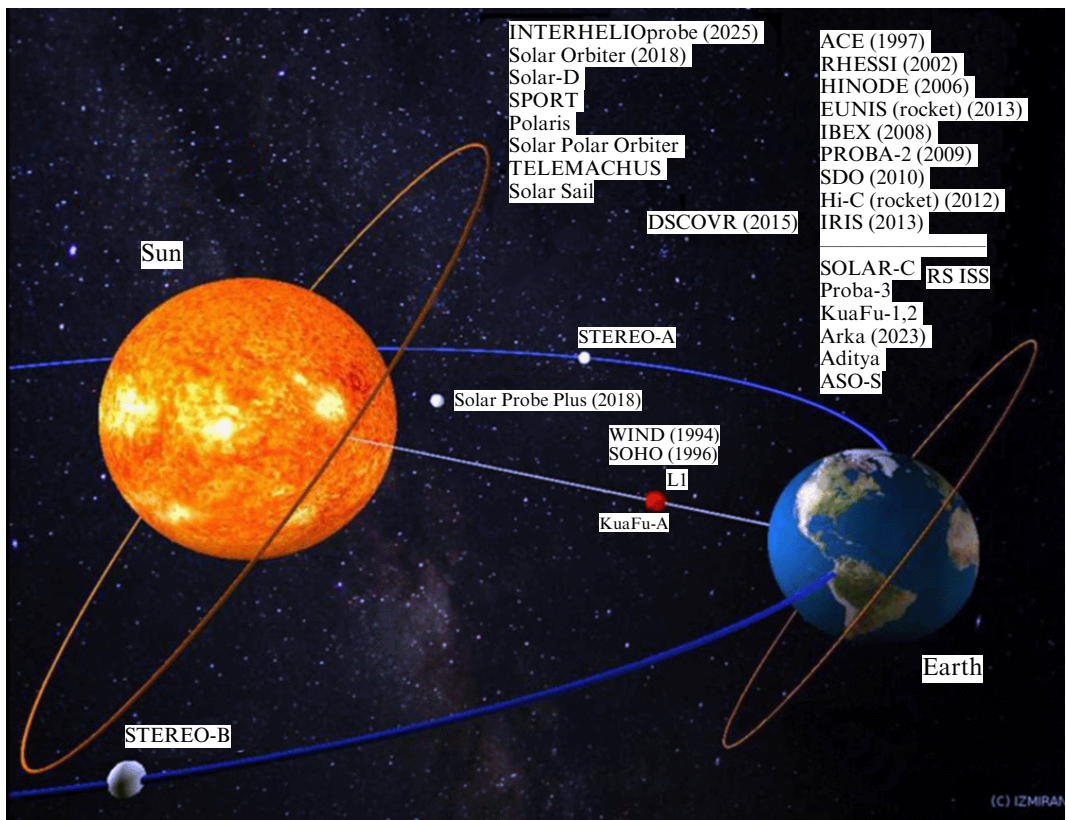 INTERHELIOprobe (2025)
Solar Orbiter (2018)
Solar-D
SPORT
Polaris
Solar Polar Orbiter
TELEMACHUS
Solar Sail
ACE (1997)
RHESSI (2002)
HINODE (2006)
EUNIS (rocket) (2013)
IBEX (2008)
PROBA-2 (2009)
SDO (2010)
Hi-C (rocket) (2012)
IRIS (2013)
DSCOVR (2015)
SOLAR-C
RS ISS
Proba-3
KuaFu-1,2
Arka (2023)
Aditya
ASO-S
Sun
STEREO-A
Solar Probe Plus (2018)
WIND (1994)
SOHO (1996)
L1
KuaFu-A
Earth
STEREO-B
(C) IZMIRAN